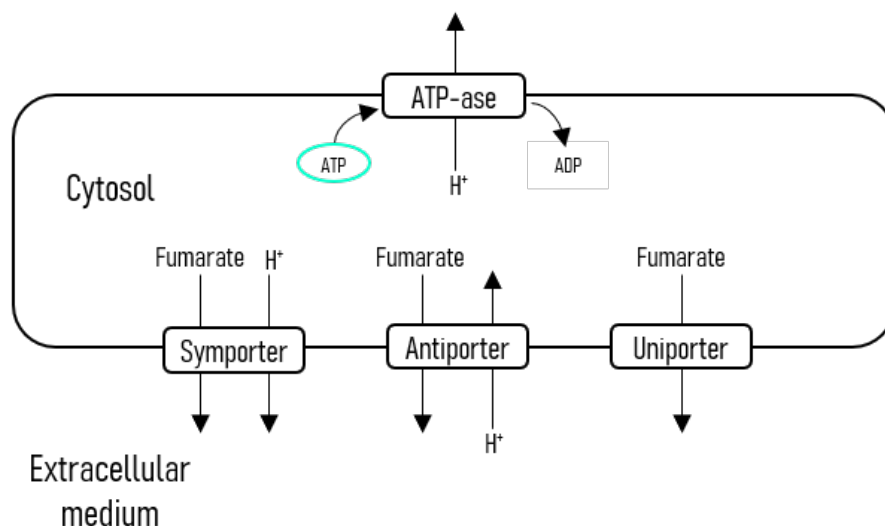 ATP-ase
ATP
ADP
H⁺
Cytosol
Fumarate H⁺ Fumarate Fumarate
Symporter Antiporter Uniporter
H⁺
Extracellular
medium